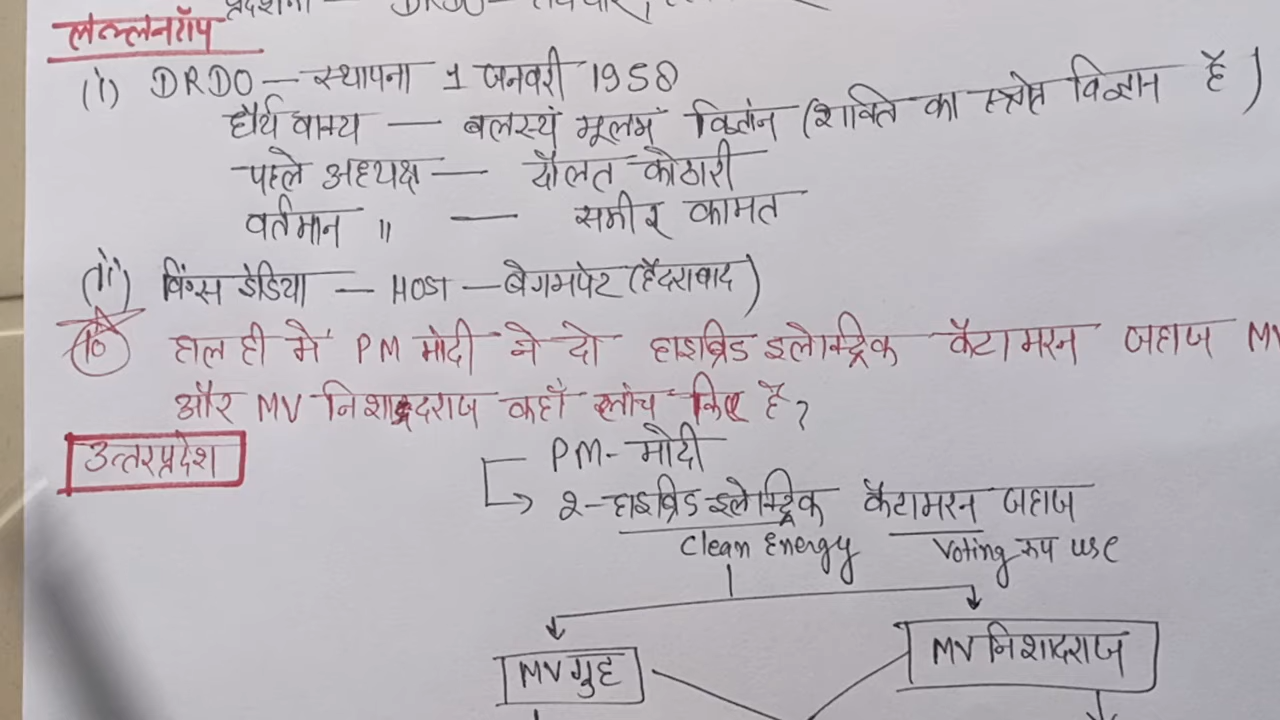 DRDO
लल्लनटॉप
(i) DRDO — स्थापना 1 जनवरी 1958
ध्यैर्य वाक्य — बलस्यं मूलमं विज्ञांन (शक्ति का स्त्रोत विज्ञान है)
पहले अध्यक्ष — दौलत कोठारी
वर्तमान " — समीर कामत
(ii) विंग्स इंडिया — HOST — बेगमपेट (हैदराबाद)
(10) हाल ही में PM मोदी ने दो हाइब्रिड इलेक्ट्रिक कैटामरन जहाज MV
और MV निशादराज कहाँ लांच किए है?
उत्तरप्रदेश
PM- मोदी
2-हाइब्रिड इलेक्ट्रिक कैटामरन जहाज
Clean Energy Voting रूप use
MV गुह
MV निशादराज